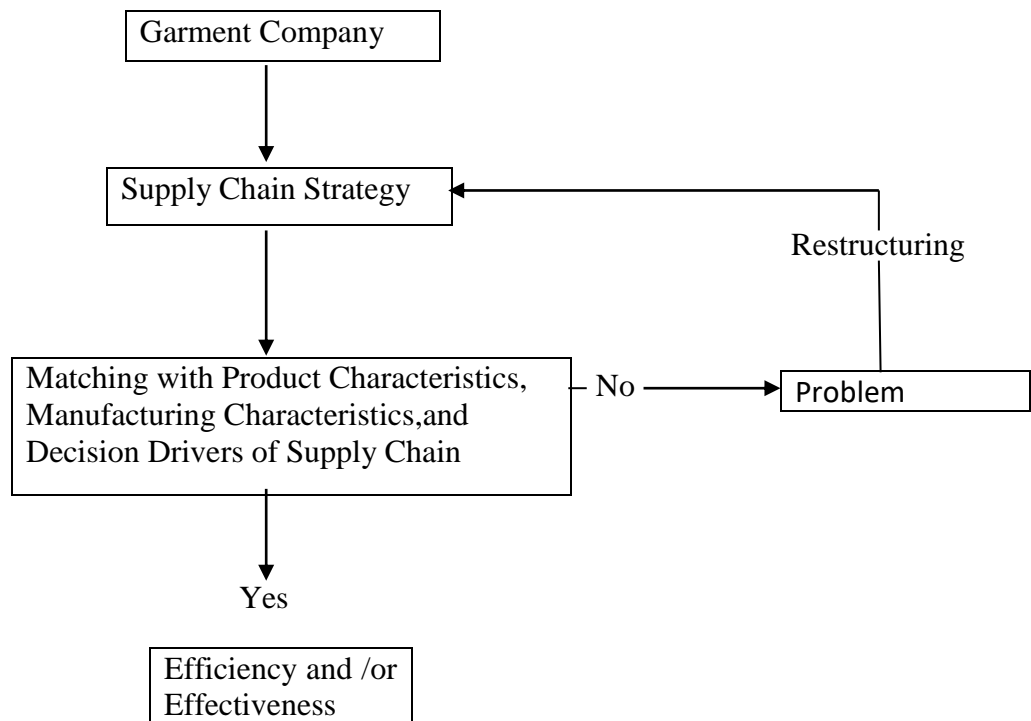 Garment Company
Supply Chain Strategy
Restructuring
Matching with Product Characteristics,
Manufacturing Characteristics,and
Decision Drivers of Supply Chain
No
Problem
Yes
Efficiency and /or
Effectiveness